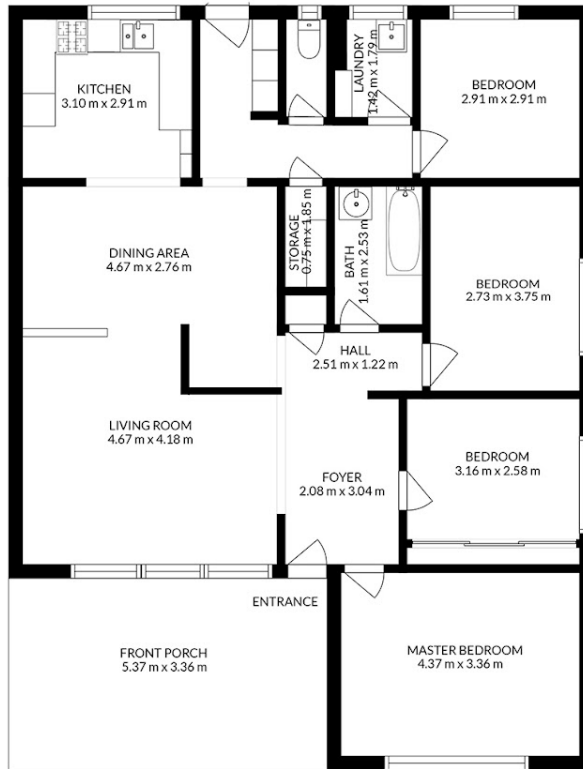 KITCHEN
3.10 m x 2.91 m
LAUNDRY
1.42 m x 1.79 m
BEDROOM
2.91 m x 2.91 m
DINING AREA
4.67 m x 2.76 m
STORAGE
0.75 m x 1.85 m
BATH
1.61 m x 2.53 m
BEDROOM
2.73 m x 3.75 m
HALL
2.51 m x 1.22 m
LIVING ROOM
4.67 m x 4.18 m
FOYER
2.08 m x 3.04 m
BEDROOM
3.16 m x 2.58 m
ENTRANCE
FRONT PORCH
5.37 m x 3.36 m
MASTER BEDROOM
4.37 m x 3.36 m